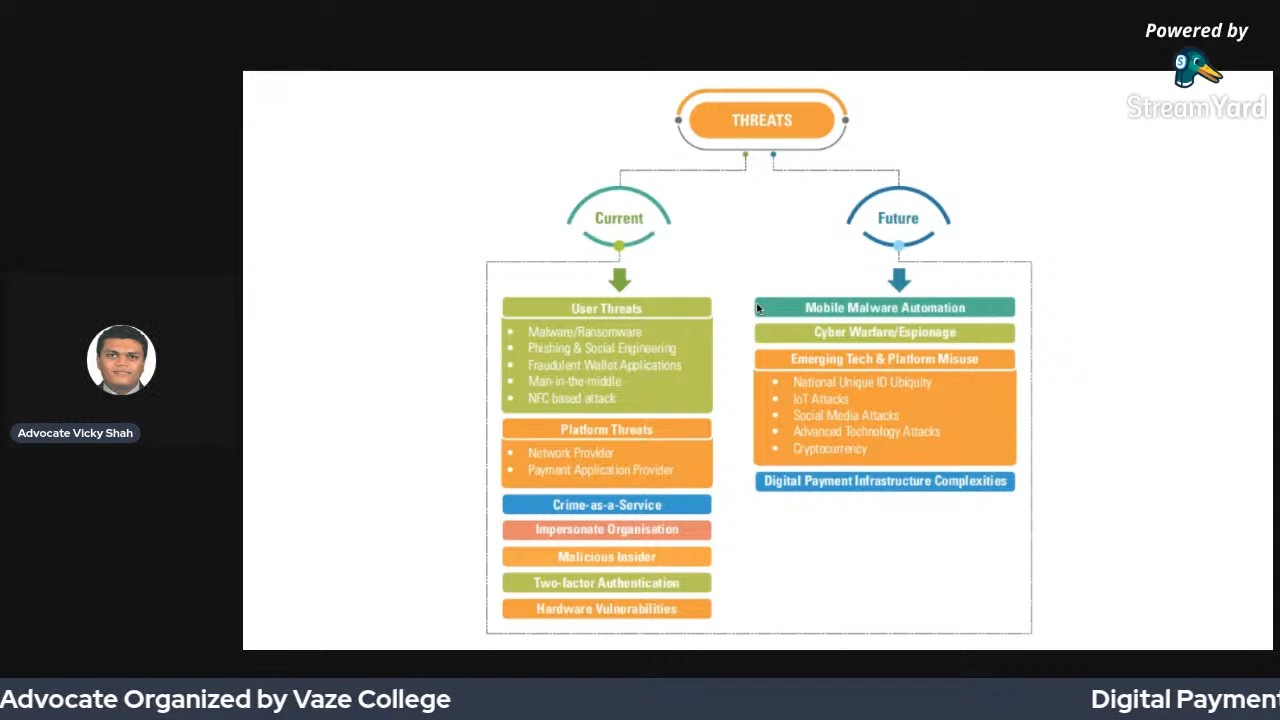 Powered by
StreamYard
THREATS
Current
Future
User Threats
• Malware/Ransomware
• Phishing & Social Engineering
• Fraudulent Wallet Applications
• Man-in-the-middle
• NFC based attack
Platform Threats
• Network Provider
• Payment Application Provider
Crime-as-a-Service
Impersonate Organisation
Malicious Insider
Two-factor Authentication
Hardware Vulnerabilities
Mobile Malware Automation
Cyber Warfare/Espionage
Emerging Tech & Platform Misuse
• National Unique ID Ubiquity
• IoT Attacks
• Social Media Attacks
• Advanced Technology Attacks
• Cryptocurrency
Digital Payment Infrastructure Complexities
Advocate Vicky Shah
Advocate Organized by Vaze College
Digital Payment